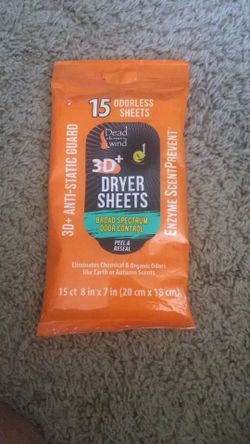 15 ODORLESS
SHEETS
Dead
Down
wind
3D+
DRYER
SHEETS
BROAD SPECTRUM
ODOR CONTROL
PEEL &
RESEAL
3D+ ANTI-STATIC GUARD
ENZYME SCENTPREVENT
Eliminates Chemical & Organic Odors
like Earth or Autumn Scents
15 ct 8 in x 7 in (20 cm x 18 cm)